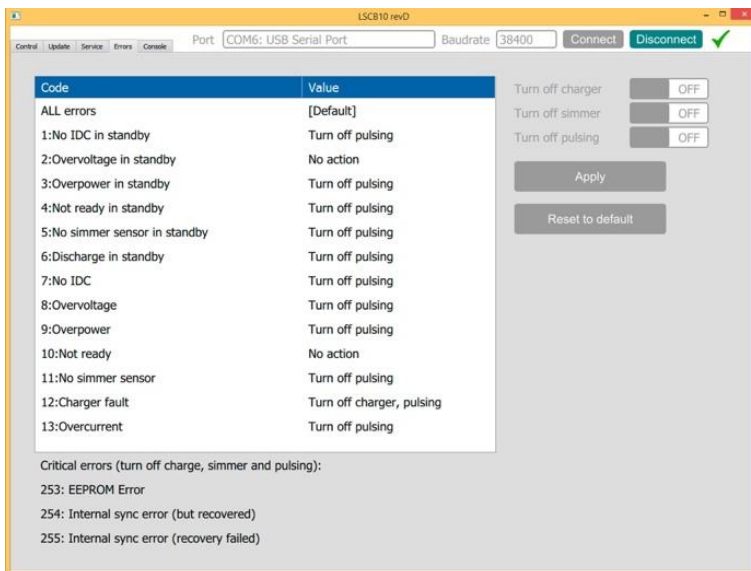 LSCB10 revD
Control Update Service Errors Console Port COM6: USB Serial Port Baudrate 38400 Connect Disconnect
Code Value
ALL errors [Default]
1:No IDC in standby Turn off pulsing
2:Overvoltage in standby No action
3:Overpower in standby Turn off pulsing
4:Not ready in standby Turn off pulsing
5:No simmer sensor in standby Turn off pulsing
6:Discharge in standby Turn off pulsing
7:No IDC Turn off pulsing
8:Overvoltage Turn off pulsing
9:Overpower Turn off pulsing
10:Not ready No action
11:No simmer sensor Turn off pulsing
12:Charger fault Turn off charger, pulsing
13:Overcurrent Turn off pulsing
Turn off charger OFF
Turn off simmer OFF
Turn off pulsing OFF
Apply
Reset to default
Critical errors (turn off charge, simmer and pulsing):
253: EEPROM Error
254: Internal sync error (but recovered)
255: Internal sync error (recovery failed)